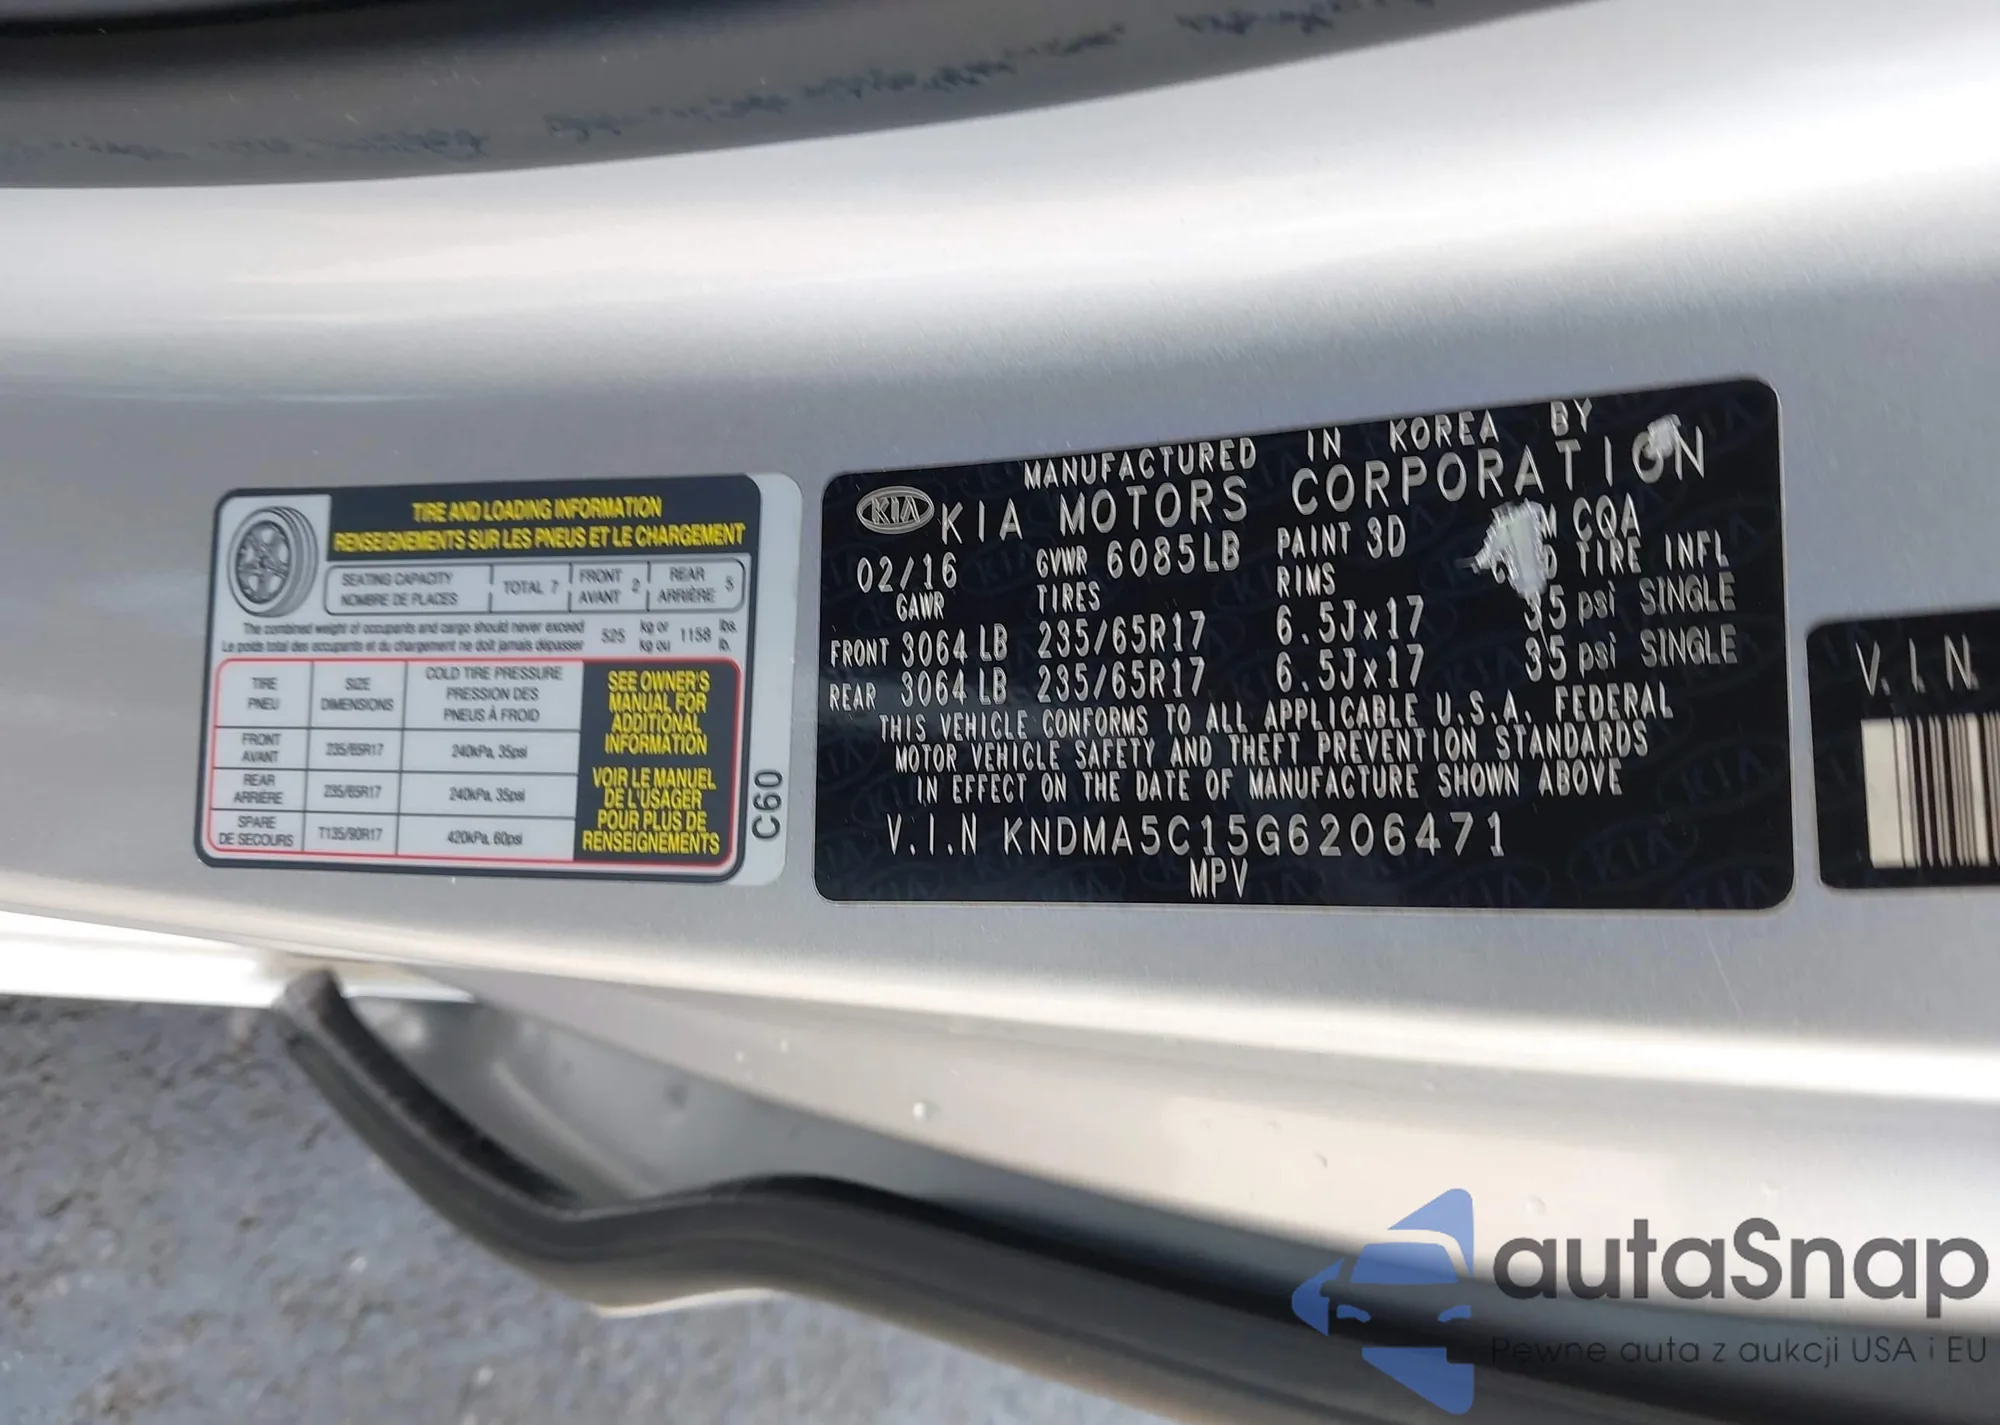 TIRE AND LOADING INFORMATION
RENSEIGNEMENTS SUR LES PNEUS ET LE CHARGEMENT
SEATING CAPACITY
NOMBRE DE PLACES
TOTAL 7
FRONT
AVANT
2
REAR
ARRIÈRE
5
The combined weight of occupants and cargo should never exceed
Le poids total des occupants et du chargement ne doit jamais dépasser
525
kg or
kg ou
1158
lbs.
lb.
TIRE
PNEU
SIZE
DIMENSIONS
COLD TIRE PRESSURE
PRESSION DES
PNEUS À FROID
FRONT
AVANT
235/65R17
240kPa, 35psi
REAR
ARRIÈRE
235/65R17
240kPa, 35psi
SPARE
DE SECOURS
T135/90R17
420kPa, 60psi
SEE OWNER'S
MANUAL FOR
ADDITIONAL
INFORMATION
VOIR LE MANUEL
DE L'USAGER
POUR PLUS DE
RENSEIGNEMENTS
C60
MANUFACTURED IN KOREA BY
KIA KIA MOTORS CORPORATION
02/16 GVWR 6085LB PAINT 3D CQA
GAWR TIRES RIMS TIRE INFL
FRONT 3064 LB 235/65R17 6.5Jx17 35 psi SINGLE
REAR 3064 LB 235/65R17 6.5Jx17 35 psi SINGLE
THIS VEHICLE CONFORMS TO ALL APPLICABLE U.S.A. FEDERAL
MOTOR VEHICLE SAFETY AND THEFT PREVENTION STANDARDS
IN EFFECT ON THE DATE OF MANUFACTURE SHOWN ABOVE
V.I.N KNDMA5C15G6206471
MPV
V.I.N.
autaSnap
Pewne auta z aukcji USA i EU